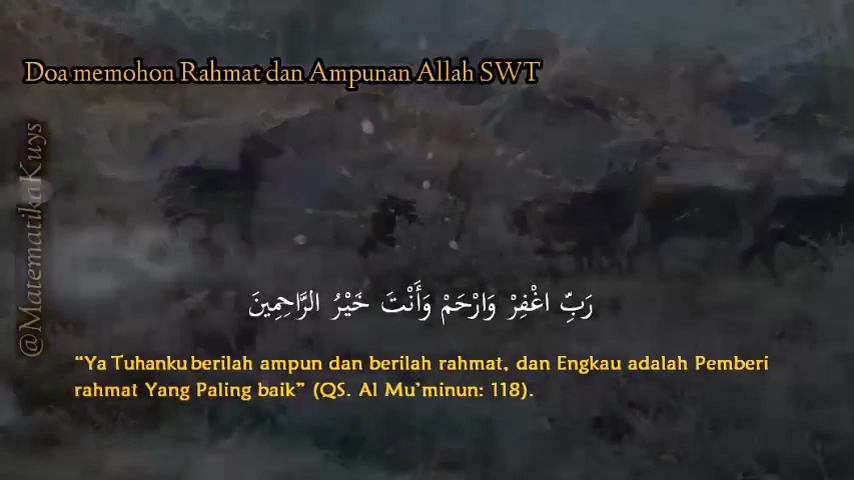 Doa memohon Rahmat dan Ampunan Allah SWT
@MatematikaKuys
رَبِّ اغْفِرْ وَارْحَمْ وَأَنْتَ خَيْرُ الرَّاحِمِينَ
“Ya Tuhanku berilah ampun dan berilah rahmat, dan Engkau adalah Pemberi
rahmat Yang Paling baik” (QS. Al Mu’minun: 118).